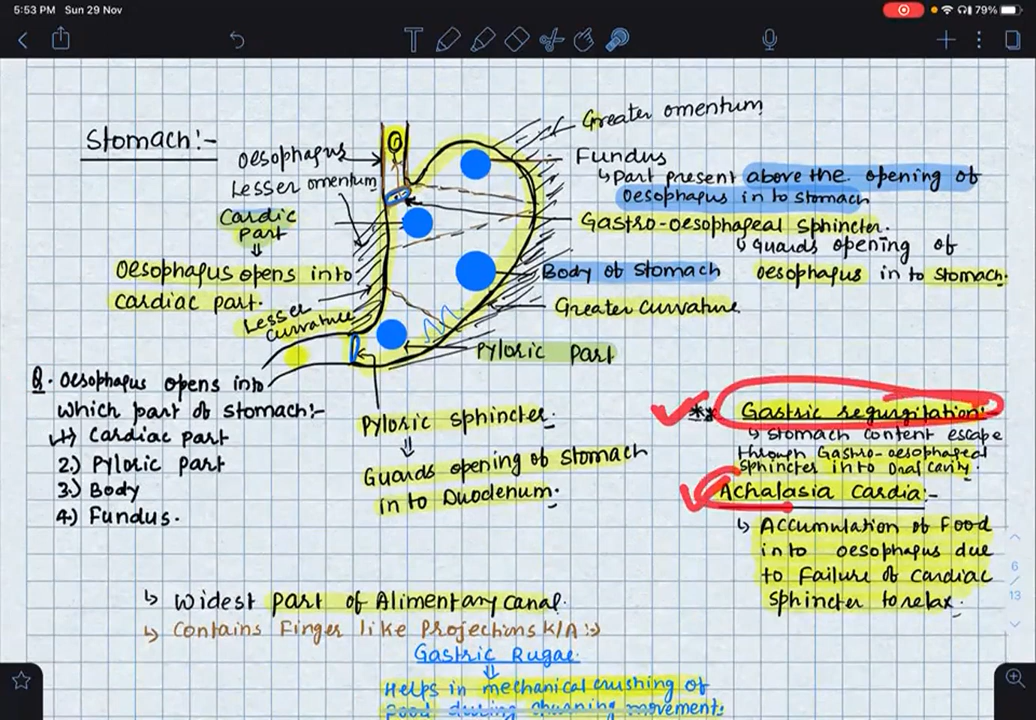 5:53 PM Sun 29 Nov
79%
Stomach:-
Greater omentum
Oesophagus
Fundus
Lesser omentum
↳ Part present above the opening of
oesophagus in to stomach
Cardic
part
Gastro-oesophageal sphincter.
↳ guards opening of
oesophagus in to stomach.
Oesophagus opens into
cardiac part.
Body of stomach
Lesser
curvature
Greater curvature
Pyloric part
Q. Oesophagus opens into
which part of stomach:-
1) Cardiac part
2) Pyloric part
3) Body
4) Fundus.
Pyloric sphincter.
Guards opening of stomach
in to Duodenum.
** Gastric regurgitation:-
↳ stomach content escape
through Gastro-oesophageal
sphincter into Oral cavity.
Achalasia Cardia:-
↳ Accumulation of Food
into oesophagus due
to Failure of cardiac
sphincter to relax.
↳ Widest part of Alimentary canal.
↳ Contains Finger like Projections K/A :->
Gastric Rugae
Helps in mechanical crushing of
Food during churning movement:
6
13